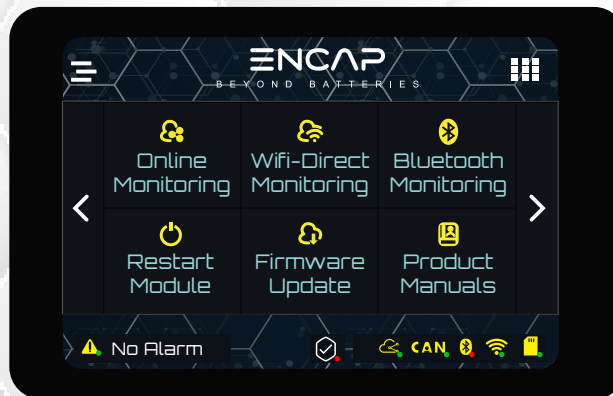 ENCAP
BEYOND BATTERIES
Online Monitoring
Wifi-Direct Monitoring
Bluetooth Monitoring
Restart Module
Firmware Update
Product Manuals
No Alarm
CAN